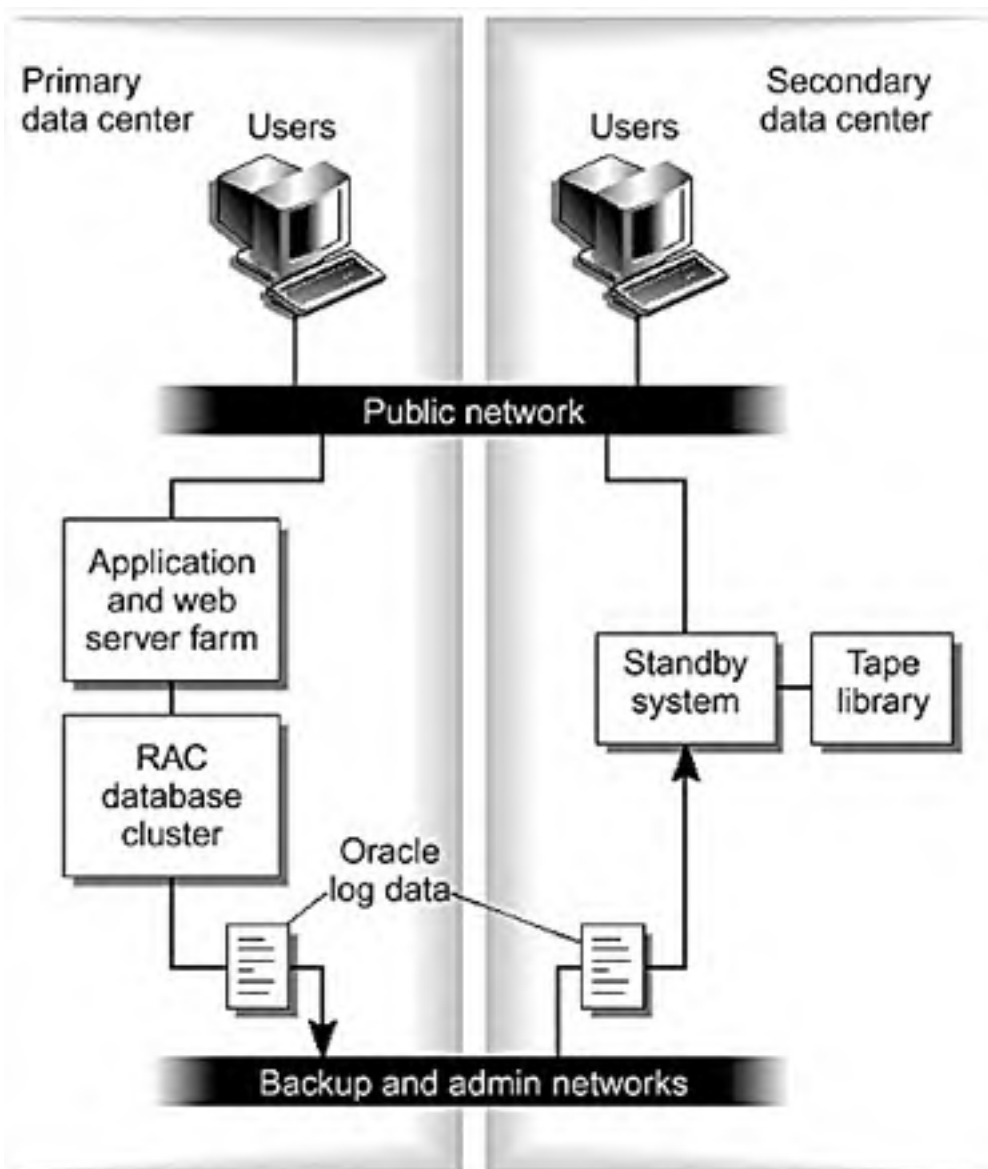 Primary
data center
Users
Users
Secondary
data center
Public network
Application
and web
server farm
Standby
system
Tape
library
RAC
database
cluster
Oracle
log data
Backup and admin networks